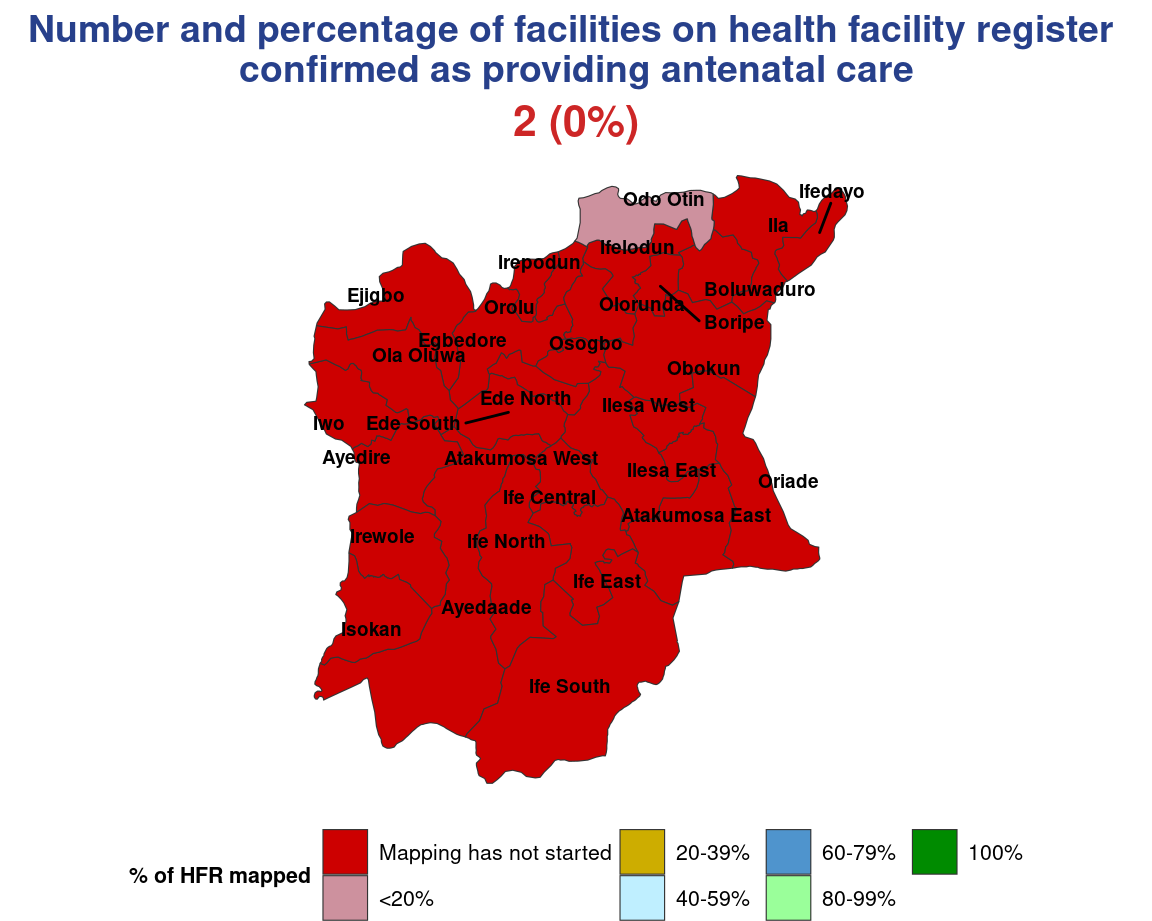 Number and percentage of facilities on health facility register
confirmed as providing antenatal care
2 (0%)
Ifedayo
Odo Otin
Ila
Ifelodun
Irepodun
Boluwaduro
Ejigbo
Olorunda
Orolu
Boripe
Egbedore
Osogbo
Ola Oluwa
Obokun
Ede North
Ilesa West
Iwo
Ede South
Ayedire
Atakumosa West
Ilesa East
Oriade
Ife Central
Atakumosa East
Irewole
Ife North
Ife East
Ayedaade
Isokan
Ife South
% of HFR mapped
Mapping has not started
<20%
20-39%
40-59%
60-79%
80-99%
100%